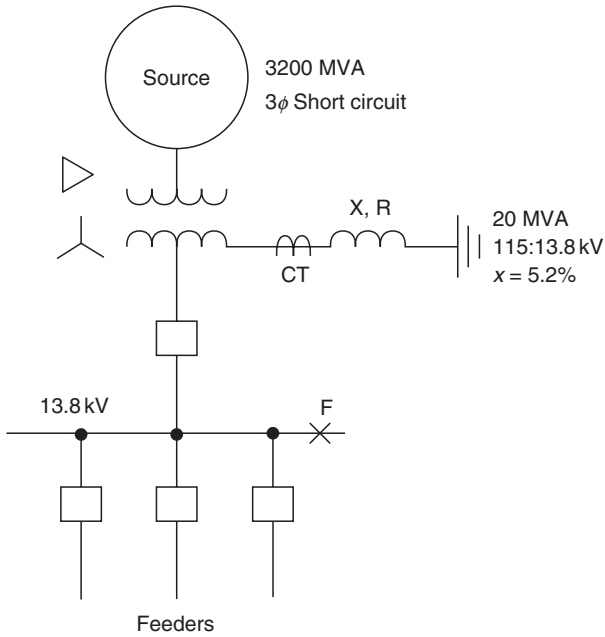 Source
3200 MVA
3ϕ Short circuit
X, R
CT
20 MVA
115:13.8 kV
x = 5.2%
13.8 kV
F
Feeders